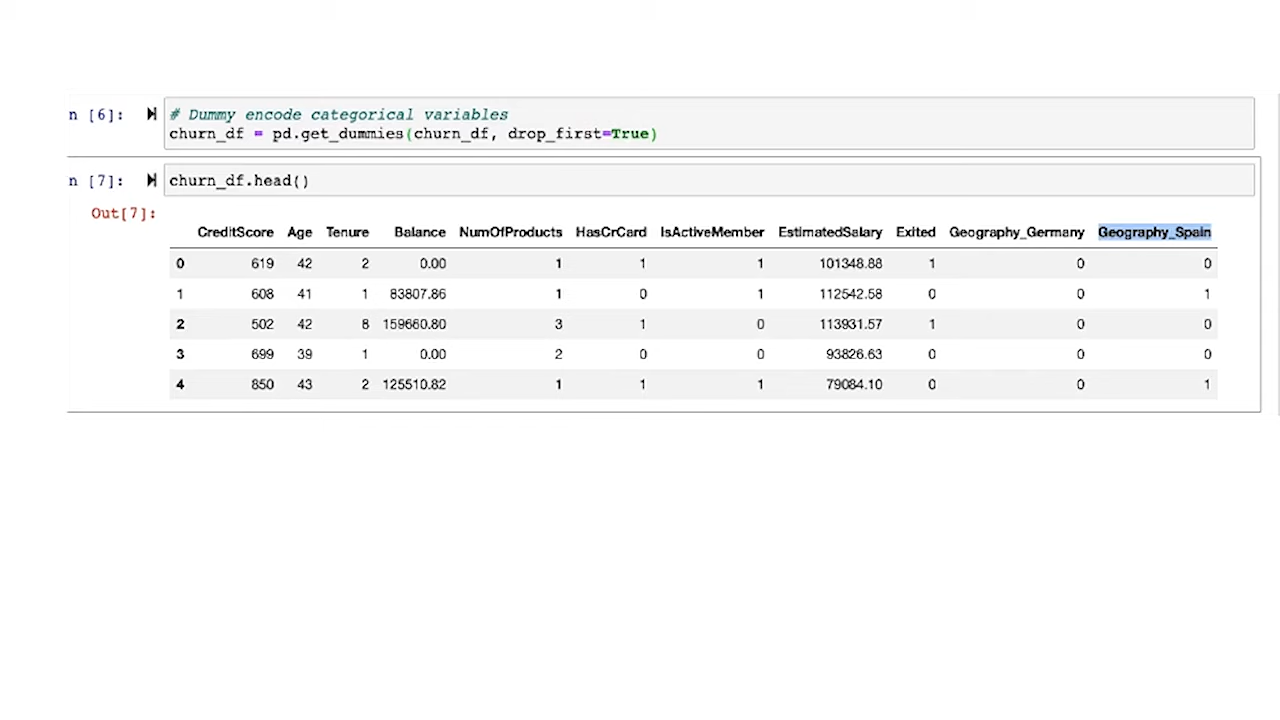 n [6]: # Dummy encode categorical variables
churn_df = pd.get_dummies(churn_df, drop_first=True)
n [7]: churn_df.head()
Out[7]:
CreditScore Age Tenure Balance NumOfProducts HasCrCard IsActiveMember EstimatedSalary Exited Geography_Germany Geography_Spain
0 619 42 2 0.00 1 1 1 101348.88 1 0 0
1 608 41 1 83807.86 1 0 1 112542.58 0 0 1
2 502 42 8 159660.80 3 1 0 113931.57 1 0 0
3 699 39 1 0.00 2 0 0 93826.63 0 0 0
4 850 43 2 125510.82 1 1 1 79084.10 0 0 1